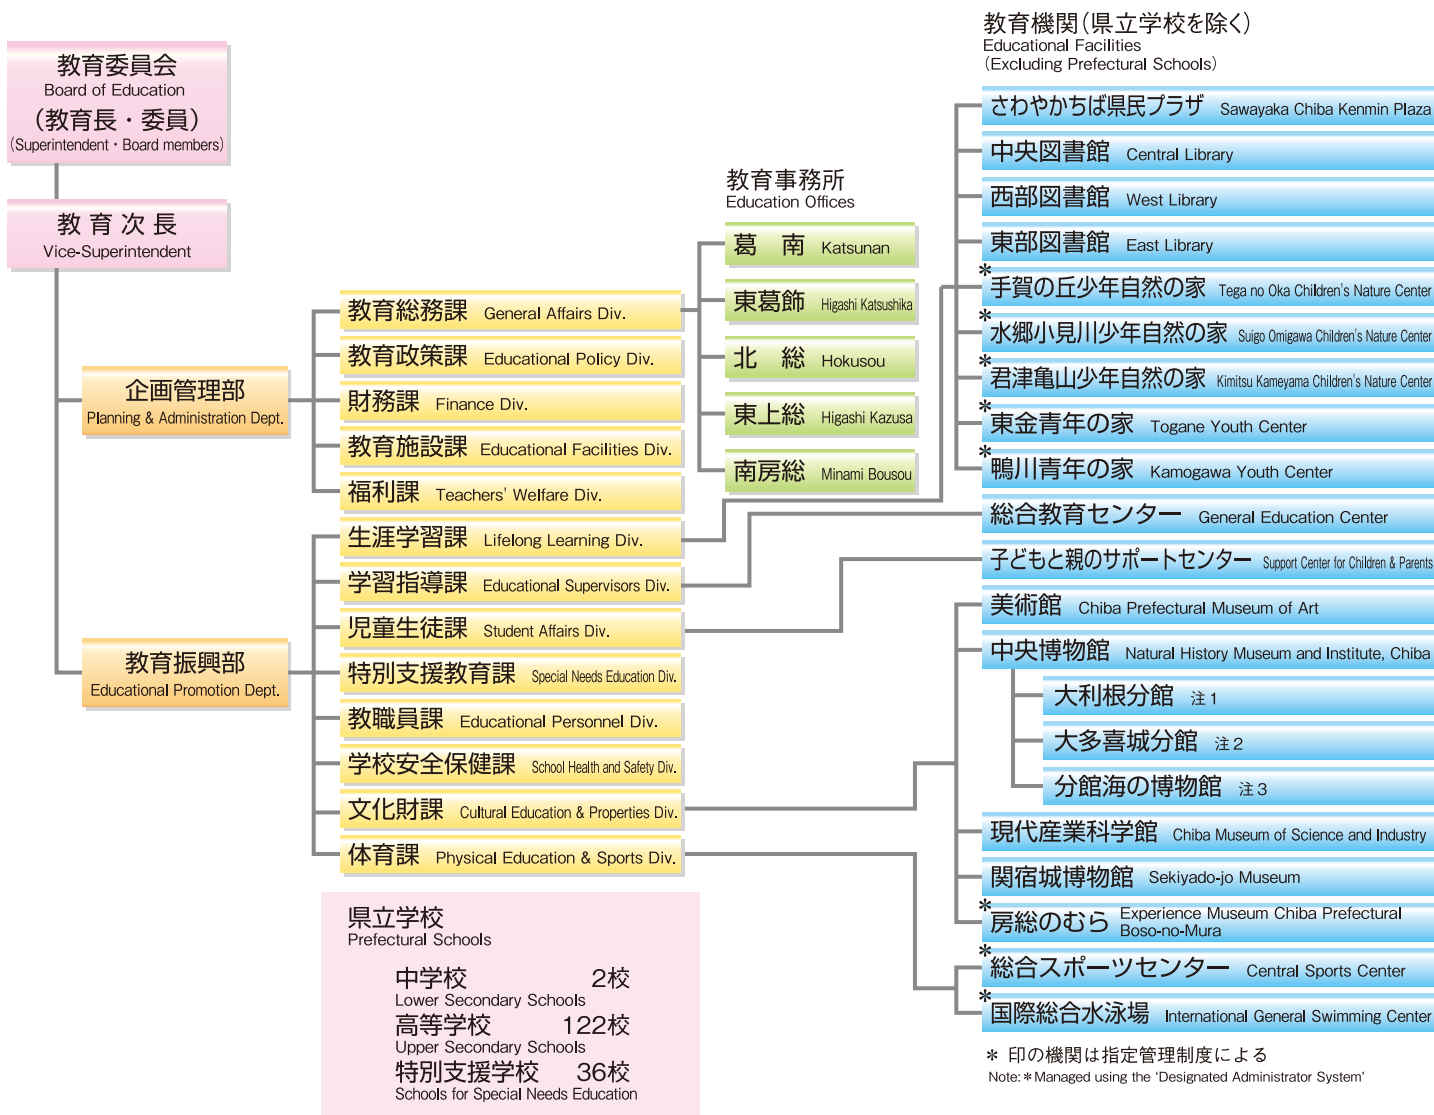 教育委員会
Board of Education
(教育長・委員)
(Superintendent・Board members)
教育次長
Vice-Superintendent
企画管理部
Planning & Administration Dept.
教育振興部
Educational Promotion Dept.
教育総務課 General Affairs Div.
教育政策課 Educational Policy Div.
財務課 Finance Div.
教育施設課 Educational Facilities Div.
福利課 Teachers' Welfare Div.
生涯学習課 Lifelong Learning Div.
学習指導課 Educational Supervisors Div.
児童生徒課 Student Affairs Div.
特別支援教育課 Special Needs Education Div.
教職員課 Educational Personnel Div.
学校安全保健課 School Health and Safety Div.
文化財課 Cultural Education & Properties Div.
体育課 Physical Education & Sports Div.
県立学校
Prefectural Schools
中学校 2校
Lower Secondary Schools
高等学校 122校
Upper Secondary Schools
特別支援学校 36校
Schools for Special Needs Education
教育事務所
Education Offices
葛南 Katsunan
東葛飾 Higashi Katsushika
北総 Hokusou
東上総 Higashi Kazusa
南房総 Minami Bousou
教育機関(県立学校を除く)
Educational Facilities
(Excluding Prefectural Schools)
さわやかちば県民プラザ Sawayaka Chiba Kenmin Plaza
中央図書館 Central Library
西部図書館 West Library
東部図書館 East Library
*手賀の丘少年自然の家 Tega no Oka Children's Nature Center
*水郷小見川少年自然の家 Suigo Omigawa Children's Nature Center
*君津亀山少年自然の家 Kimitsu Kameyama Children's Nature Center
*東金青年の家 Togane Youth Center
*鴨川青年の家 Kamogawa Youth Center
総合教育センター General Education Center
子どもと親のサポートセンター Support Center for Children & Parents
美術館 Chiba Prefectural Museum of Art
中央博物館 Natural History Museum and Institute, Chiba
大利根分館 注1
大多喜城分館 注2
分館海の博物館 注3
現代産業科学館 Chiba Museum of Science and Industry
関宿城博物館 Sekiyado-jo Museum
*房総のむら Experience Museum Chiba Prefectural
Boso-no-Mura
*総合スポーツセンター Central Sports Center
*国際総合水泳場 International General Swimming Center
* 印の機関は指定管理制度による
Note:*Managed using the 'Designated Administrator System'